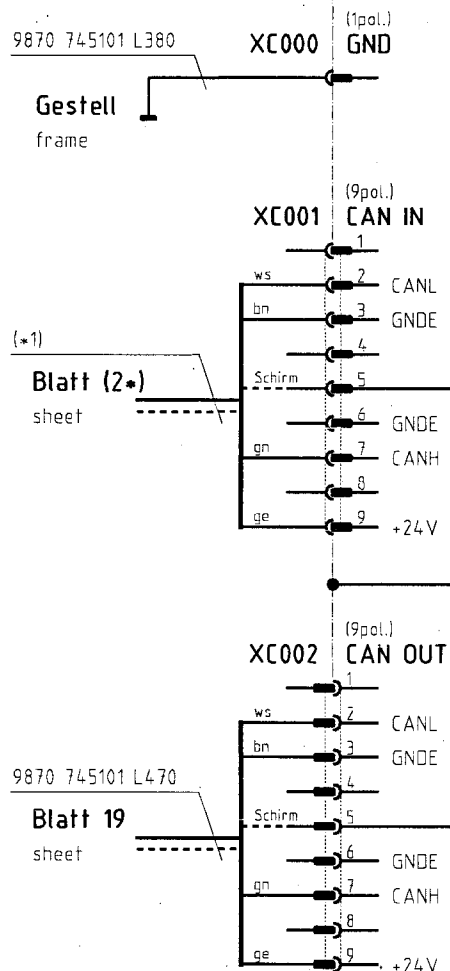 (1pol.)
9870 745101 L380
XC000 GND
Gestell
frame
(9pol.)
XC001 CAN IN
1
ws 2 CANL
bn 3 GNDE
(*1)
4
Blatt (2*)
Schirm 5
sheet
6 GNDE
gn 7 CANH
8
ge 9 +24V
(9pol.)
XC002 CAN OUT
1
ws 2 CANL
bn 3 GNDE
9870 745101 L470
4
Blatt 19
Schirm 5
sheet
6 GNDE
gn 7 CANH
8
ge 9 +24V